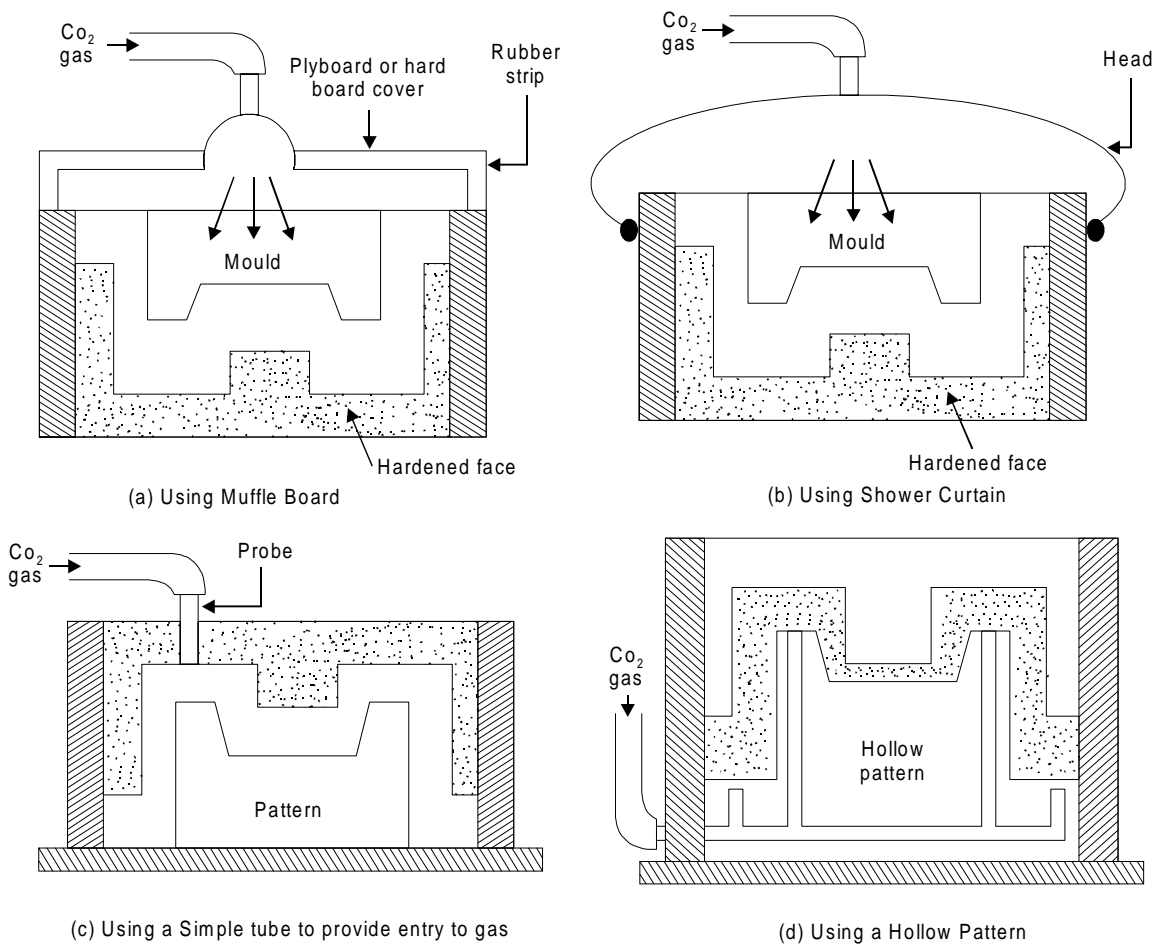 Co₂
gas
Plyboard or hard
board cover
Rubber
strip
Mould
Hardened face
(a) Using Muffle Board
Co₂
gas
Head
Mould
Hardened face
(b) Using Shower Curtain
Co₂
gas
Probe
Pattern
(c) Using a Simple tube to provide entry to gas
Co₂
gas
Hollow
pattern
(d) Using a Hollow Pattern